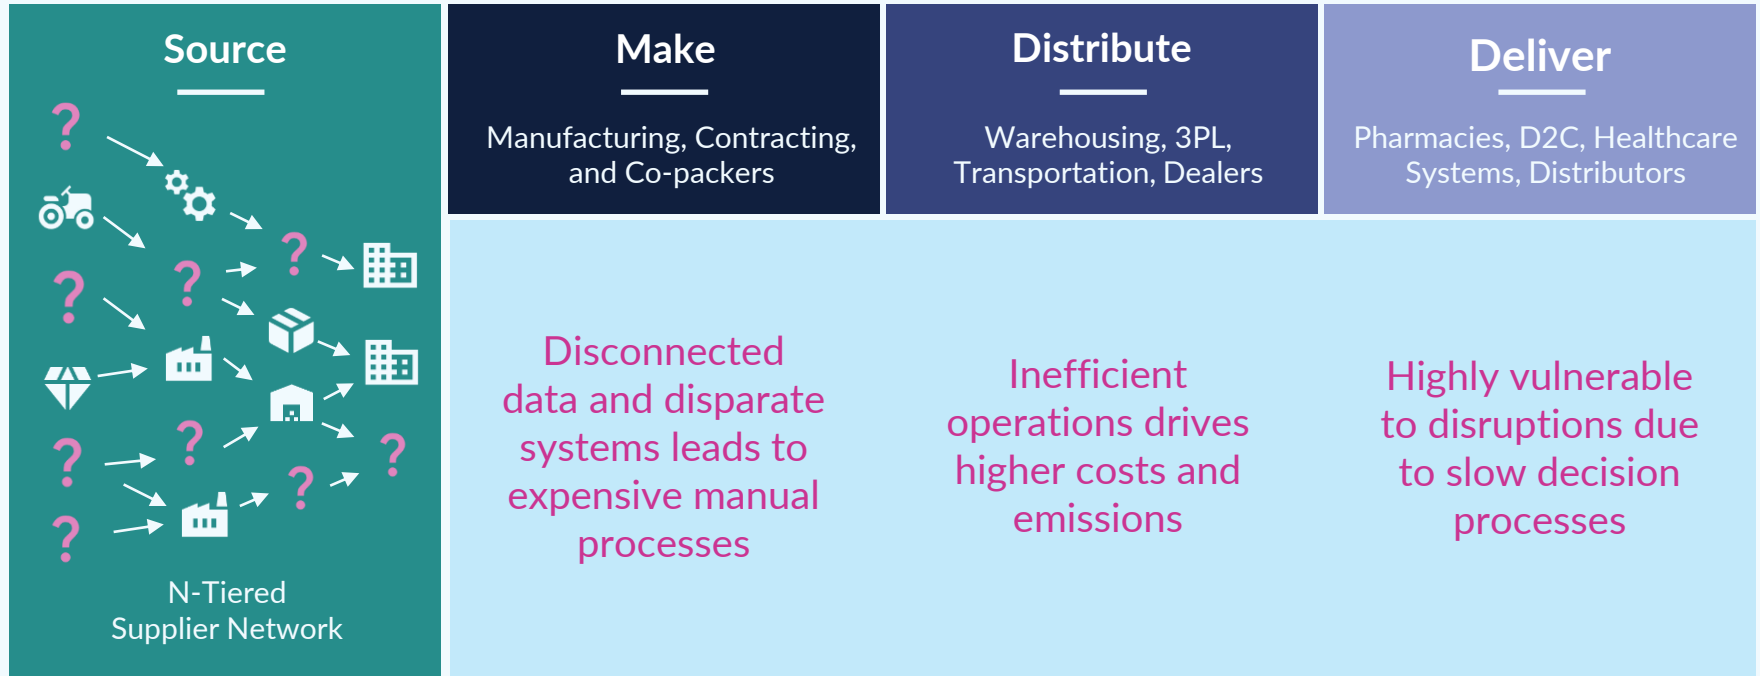 Source
?
?
?
?
?
?
?
?
?
?
N-Tiered
Supplier Network
Make
Manufacturing, Contracting,
and Co-packers
Distribute
Warehousing, 3PL,
Transportation, Dealers
Deliver
Pharmacies, D2C, Healthcare
Systems, Distributors
Disconnected
data and disparate
systems leads to
expensive manual
processes
Inefficient
operations drives
higher costs and
emissions
Highly vulnerable
to disruptions due
to slow decision
processes